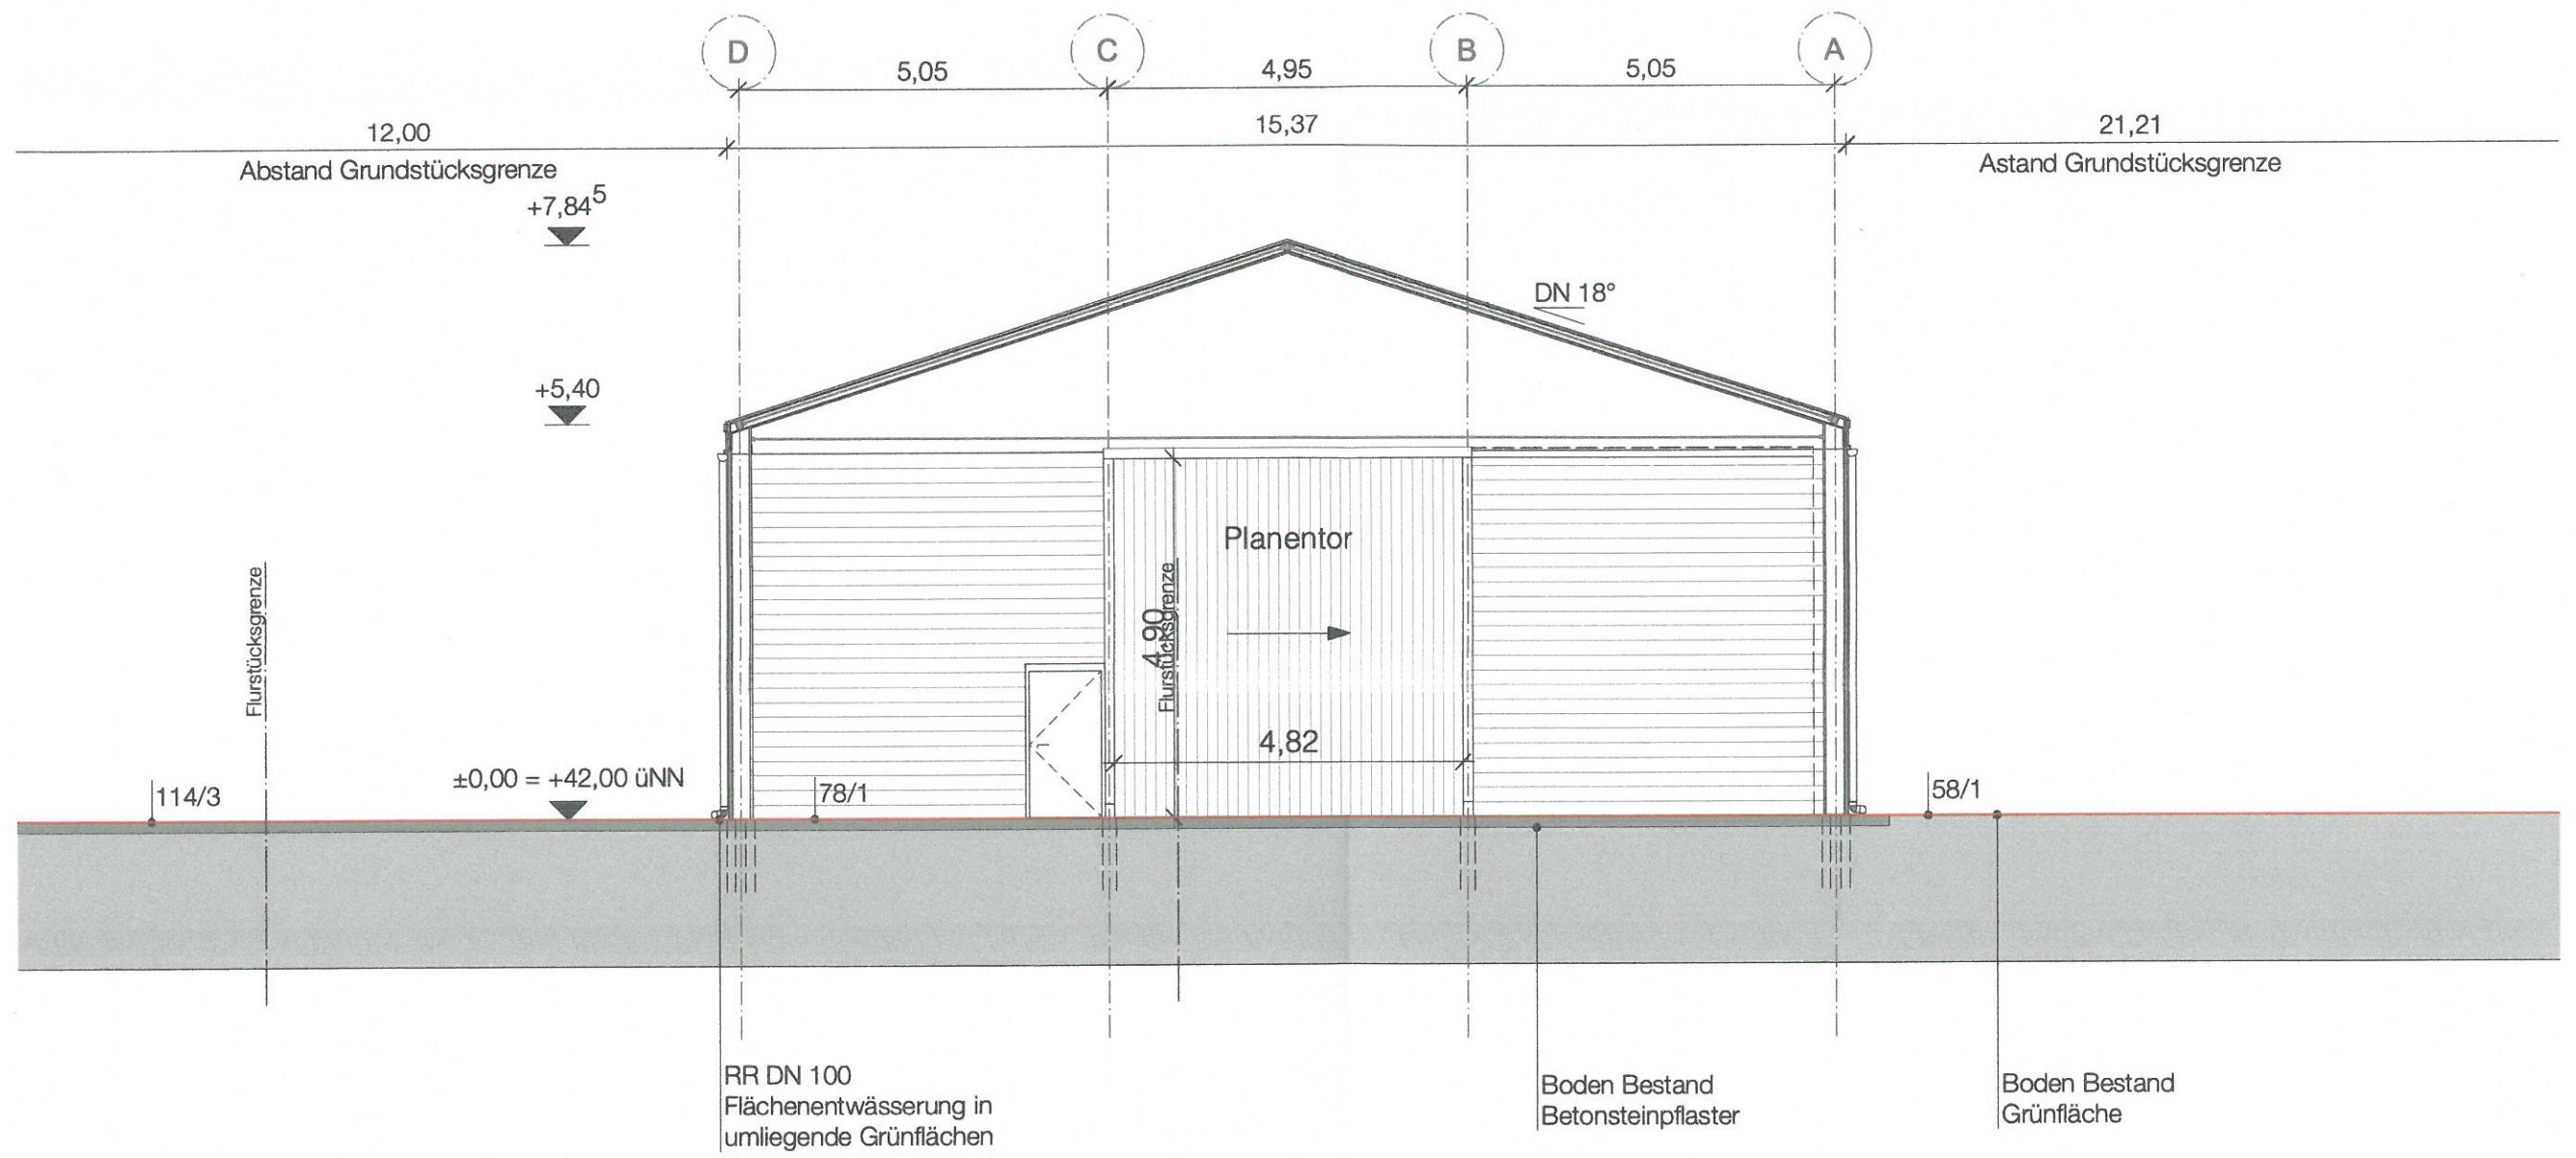 D
C
B
A
5,05
4,95
5,05
12,00
15,37
21,21
Abstand Grundstücksgrenze
Astand Grundstücksgrenze
+7,84⁵
DN 18°
+5,40
Planentor
Flurstücksgrenze
4,90
Flurstücksgrenze
4,82
±0,00 = +42,00 üNN
114/3
78/1
58/1
RR DN 100
Flächenentwässerung in
umliegende Grünflächen
Boden Bestand
Betonsteinpflaster
Boden Bestand
Grünfläche